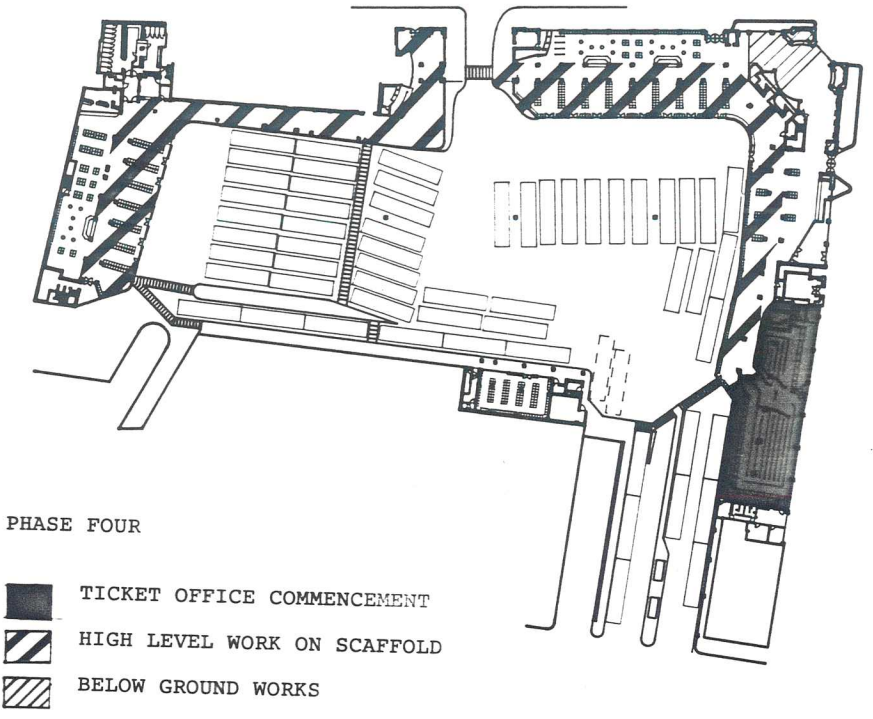 PHASE FOUR
TICKET OFFICE COMMENCEMENT
HIGH LEVEL WORK ON SCAFFOLD
BELOW GROUND WORKS